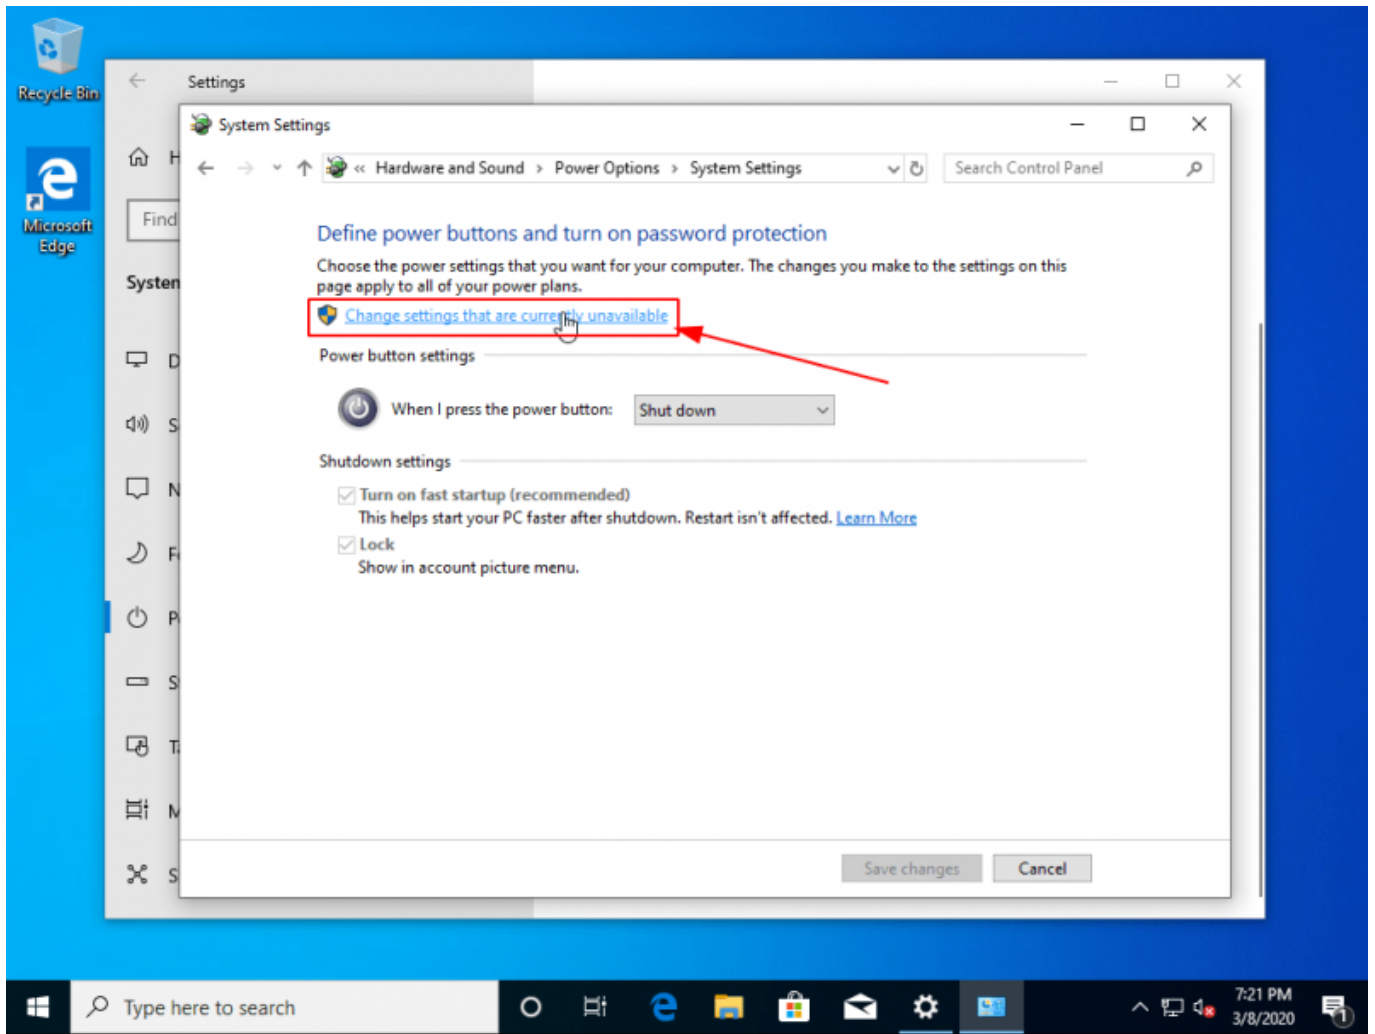 Recycle Bin
Microsoft
Edge
Settings
System Settings
« Hardware and Sound > Power Options > System Settings
Search Control Panel
H
Find
System
D
S
N
F
P
S
T
M
S
Define power buttons and turn on password protection
Choose the power settings that you want for your computer. The changes you make to the settings on this
page apply to all of your power plans.
Change settings that are currently unavailable
Power button settings
When I press the power button:
Shut down
Shutdown settings
Turn on fast startup (recommended)
This helps start your PC faster after shutdown. Restart isn't affected. Learn More
Lock
Show in account picture menu.
Save changes
Cancel
Type here to search
7:21 PM
3/8/2020
1